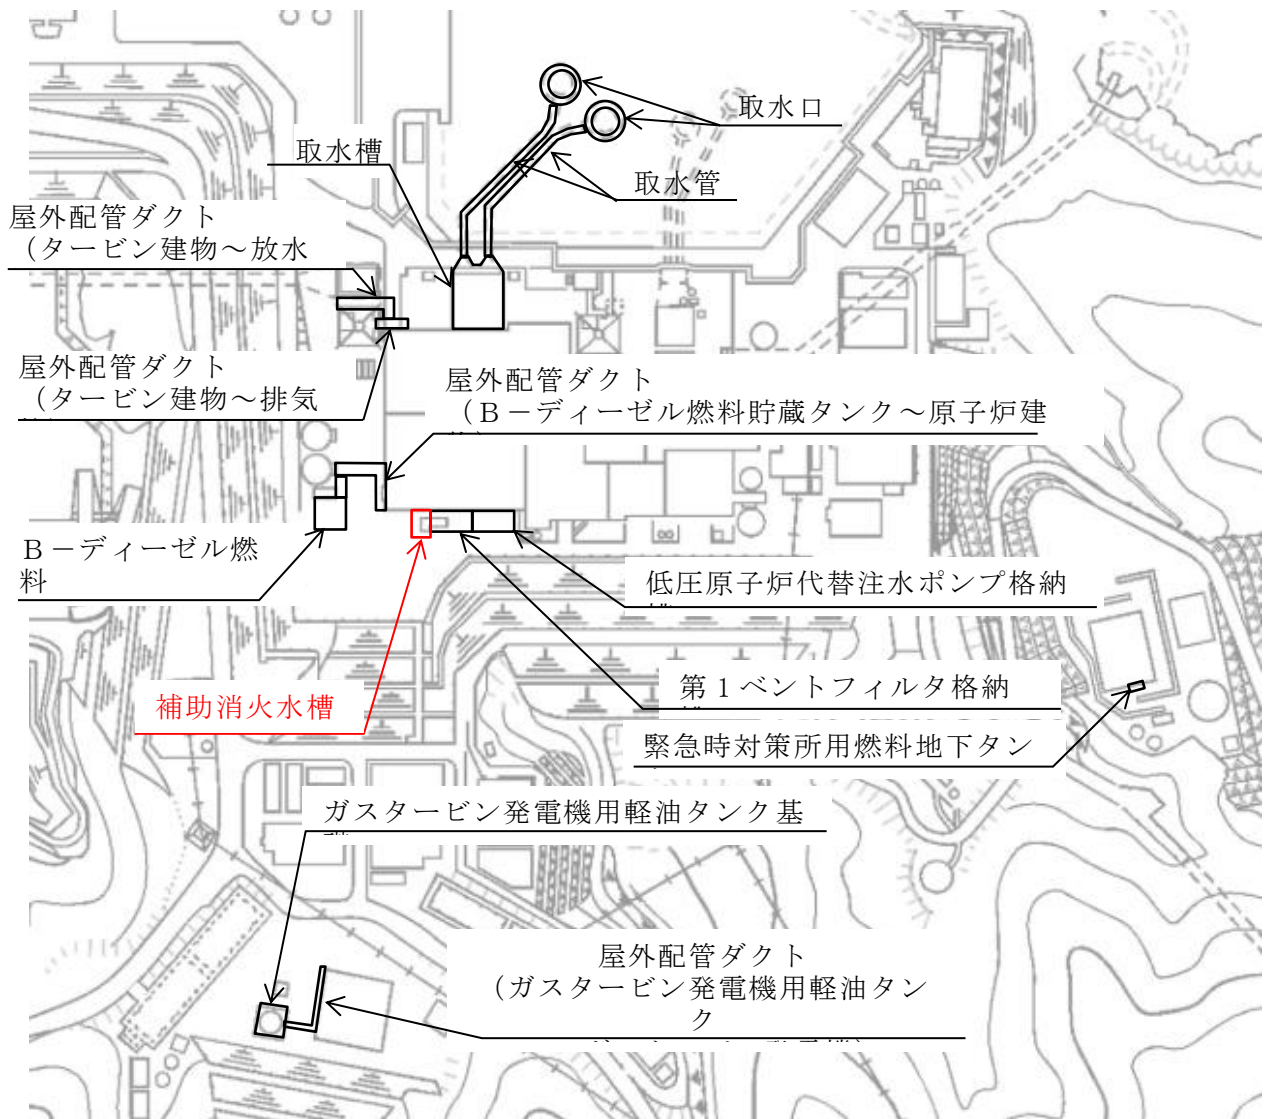 取水口
取水槽
取水管
屋外配管ダクト
（タービン建物～放水
屋外配管ダクト
（タービン建物～排気
屋外配管ダクト
（Ｂ－ディーゼル燃料貯蔵タンク～原子炉建
Ｂ－ディーゼル燃
料
低圧原子炉代替注水ポンプ格納
第１ベントフィルタ格納
補助消火水槽
緊急時対策所用燃料地下タン
ガスタービン発電機用軽油タンク基
屋外配管ダクト
（ガスタービン発電機用軽油タン
ク